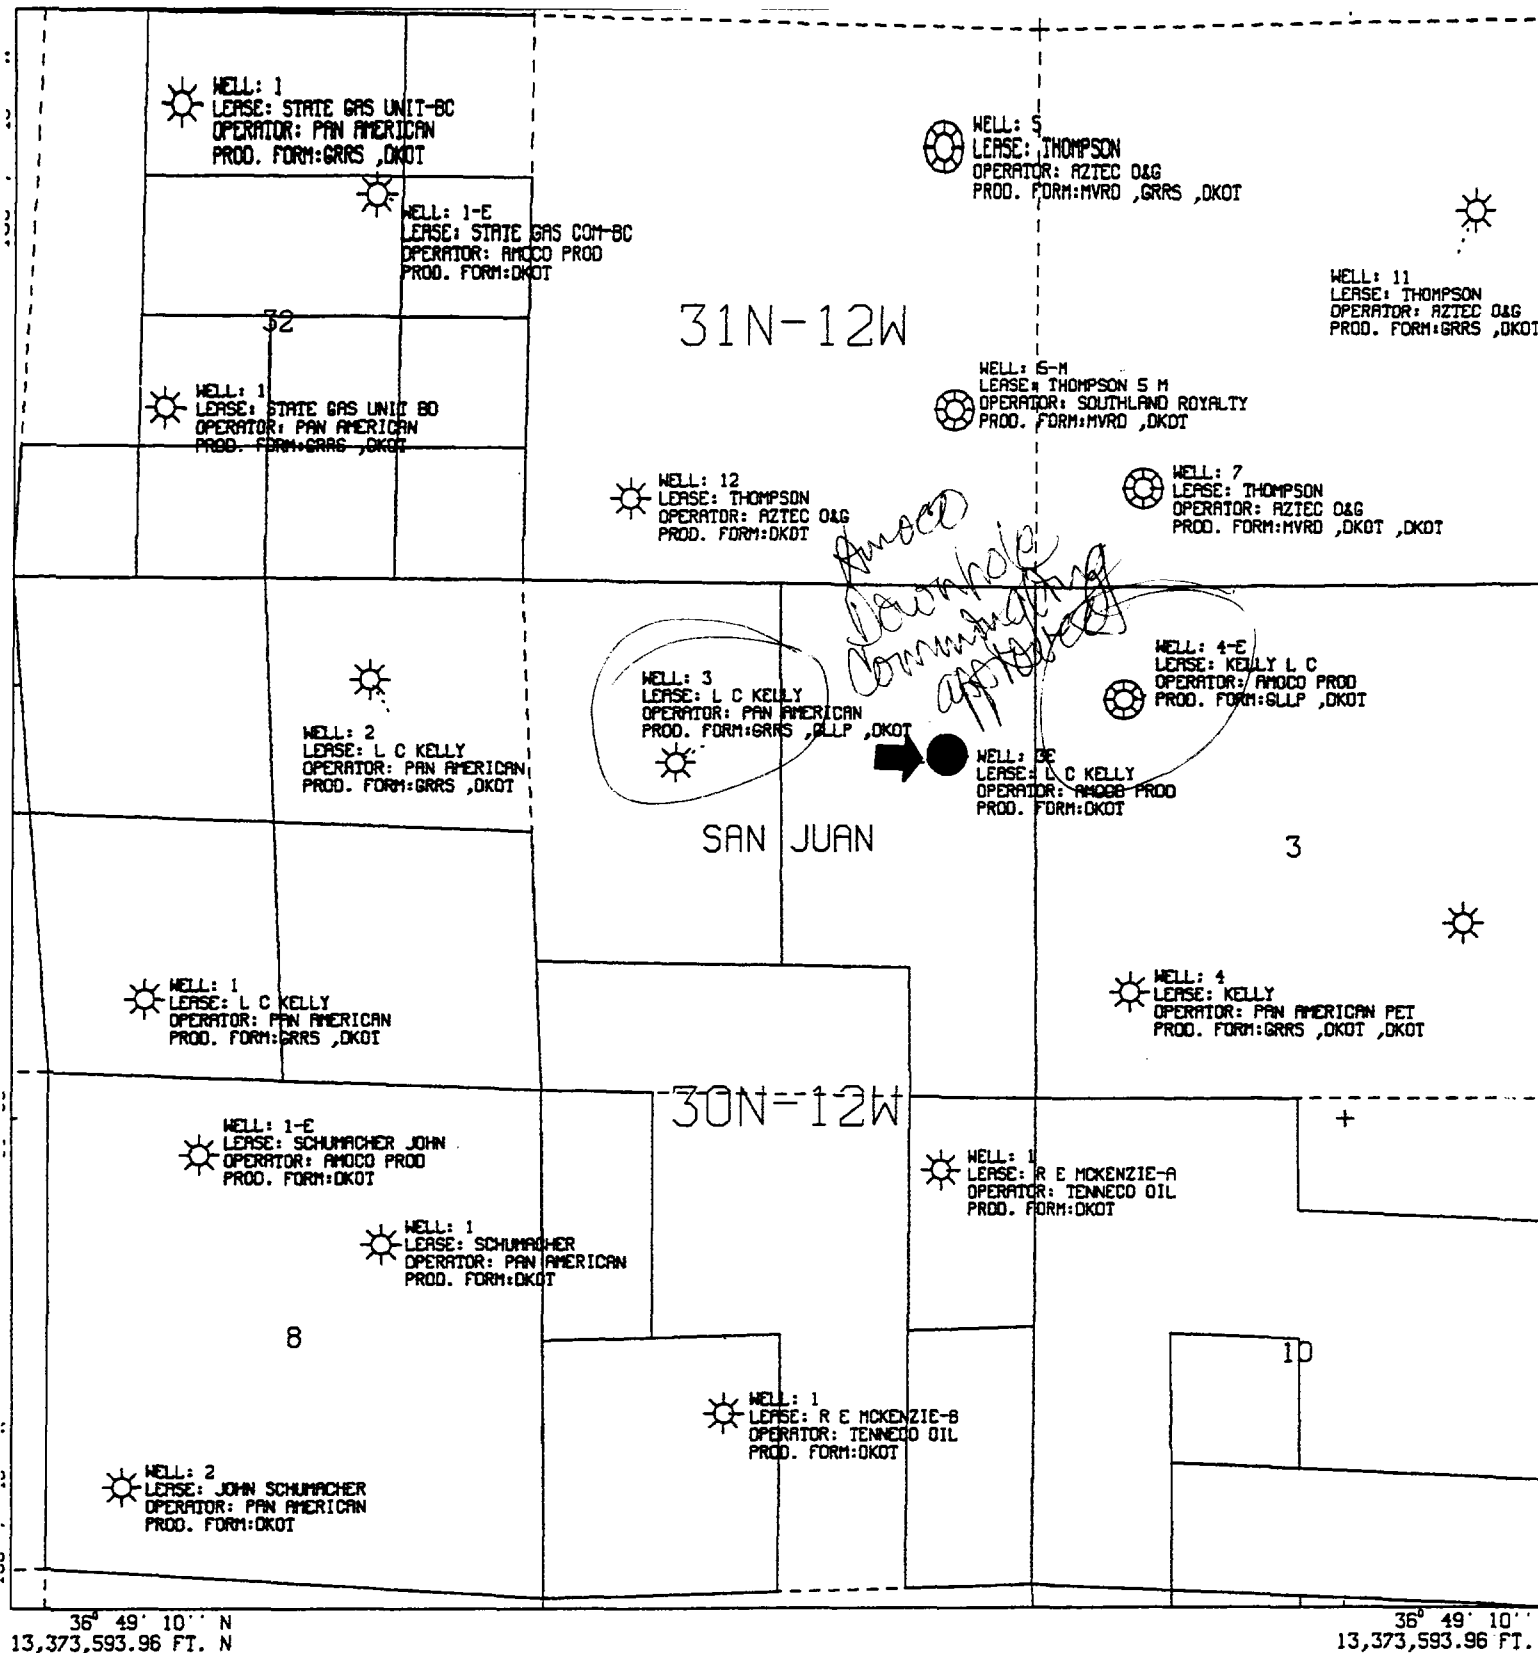 WELL: 1
LEASE: STATE GAS UNIT-BC
OPERATOR: PAN AMERICAN
PROD. FORM:GRRS ,DKOT
WELL: 5
LEASE: THOMPSON
OPERATOR: AZTEC O&G
PROD. FORM:MVRD ,GRRS ,DKOT
WELL: 1-E
LEASE: STATE GAS COM-BC
OPERATOR: AMOCO PROD
PROD. FORM:DKOT
WELL: 11
LEASE: THOMPSON
OPERATOR: AZTEC O&G
PROD. FORM:GRRS ,DKOT
32
31N-12W
WELL: 5-M
LEASE: THOMPSON 5 M
OPERATOR: SOUTHLAND ROYALTY
PROD. FORM:MVRD ,DKOT
WELL: 1
LEASE: STATE GAS UNIT BD
OPERATOR: PAN AMERICAN
PROD. FORM:GRRS ,DKOT
WELL: 12
LEASE: THOMPSON
OPERATOR: AZTEC O&G
PROD. FORM:DKOT
WELL: 7
LEASE: THOMPSON
OPERATOR: AZTEC O&G
PROD. FORM:MVRD ,DKOT ,DKOT
Amoco
Downhole
Commingling
approved
WELL: 4-E
LEASE: KELLY L C
OPERATOR: AMOCO PROD
PROD. FORM:GLLP ,DKOT
WELL: 3
LEASE: L C KELLY
OPERATOR: PAN AMERICAN
PROD. FORM:GRRS ,GLLP ,DKOT
WELL: 2
LEASE: L C KELLY
OPERATOR: PAN AMERICAN
PROD. FORM:GRRS ,DKOT
WELL: 3E
LEASE: L C KELLY
OPERATOR: AMOCO PROD
PROD. FORM:DKOT
SAN JUAN
3
WELL: 1
LEASE: L C KELLY
OPERATOR: PAN AMERICAN
PROD. FORM:GRRS ,DKOT
WELL: 4
LEASE: KELLY
OPERATOR: PAN AMERICAN PET
PROD. FORM:GRRS ,DKOT ,DKOT
30N-12W
WELL: 1-E
LEASE: SCHUMACHER JOHN
OPERATOR: AMOCO PROD
PROD. FORM:DKOT
WELL: 1
LEASE: R E MCKENZIE-A
OPERATOR: TENNECO OIL
PROD. FORM:DKOT
WELL: 1
LEASE: SCHUMACHER
OPERATOR: PAN AMERICAN
PROD. FORM:DKOT
8
10
WELL: 1
LEASE: R E MCKENZIE-B
OPERATOR: TENNECO OIL
PROD. FORM:DKOT
WELL: 2
LEASE: JOHN SCHUMACHER
OPERATOR: PAN AMERICAN
PROD. FORM:DKOT
36° 49' 10'' N
13,373,593.96 FT. N
36° 49' 10''
13,373,593.96 FT.